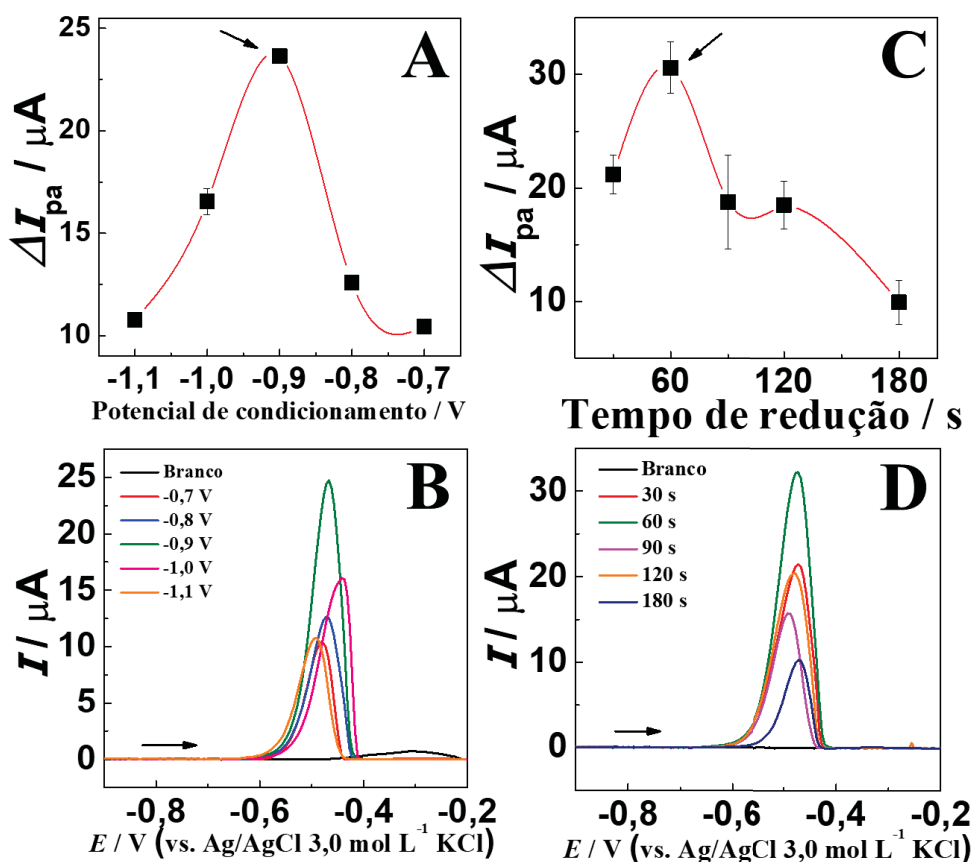 A
ΔIpa / μA
25
20
15
10
-1,1 -1,0 -0,9 -0,8 -0,7
Potencial de condicionamento / V
C
ΔIpa / μA
30
20
10
60 120 180
Tempo de redução / s
B
Branco
-0,7 V
-0,8 V
-0,9 V
-1,0 V
-1,1 V
I / μA
25
20
15
10
5
0
-0,8 -0,6 -0,4 -0,2
E / V (vs. Ag/AgCl 3,0 mol L⁻¹ KCl)
D
Branco
30 s
60 s
90 s
120 s
180 s
I / μA
30
20
10
0
-0,8 -0,6 -0,4 -0,2
E / V (vs. Ag/AgCl 3,0 mol L⁻¹ KCl)